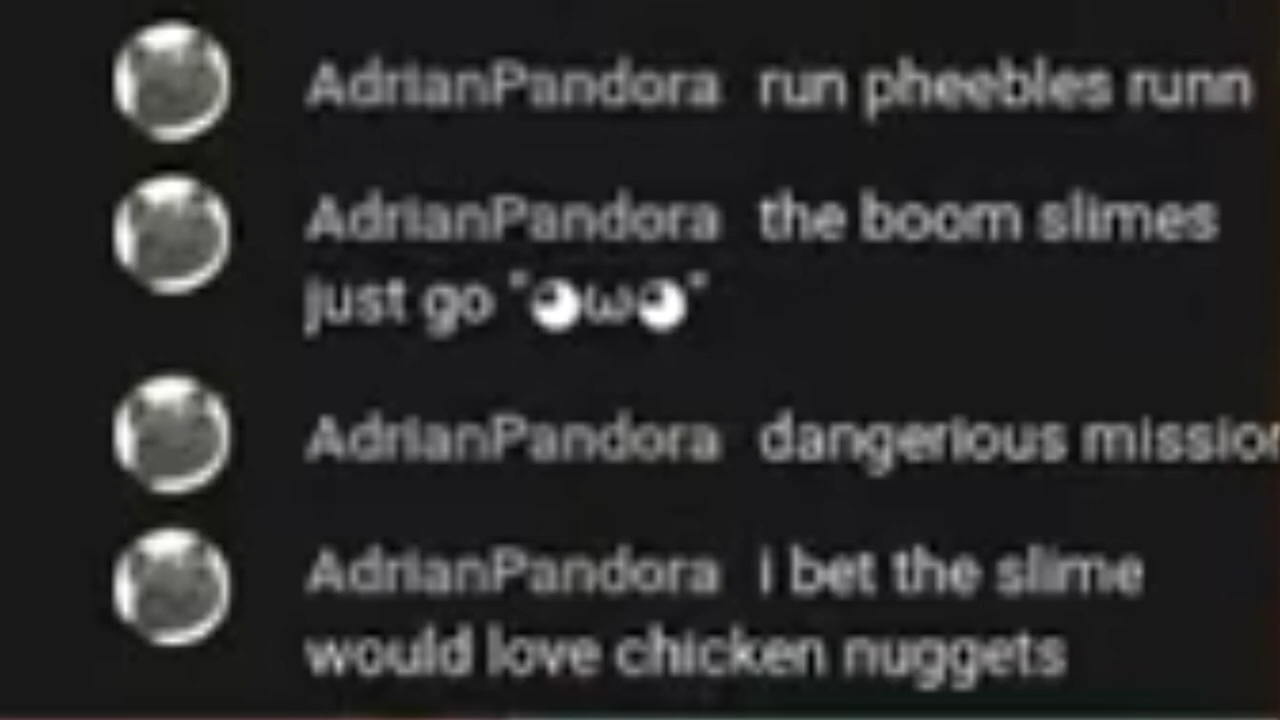 AdrianPandora run pheebles runn
AdrianPandora the boom slimes
just go "◕ω◕"
AdrianPandora dangerious mission
AdrianPandora i bet the slime
would love chicken nuggets